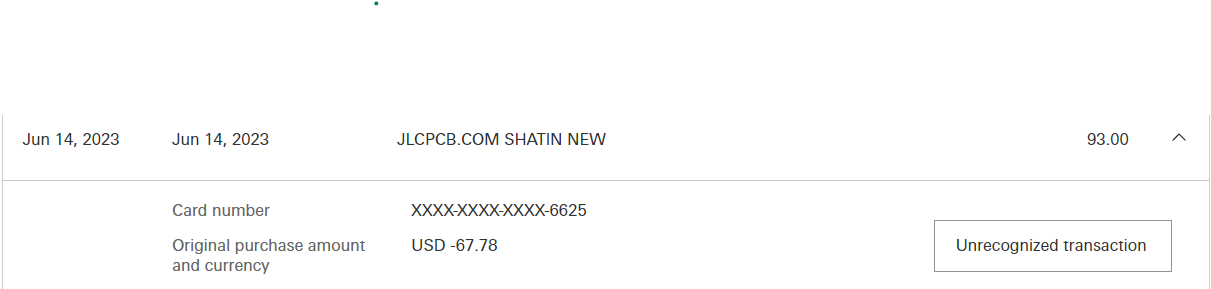 Jun 14, 2023 Jun 14, 2023 JLCPCB.COM SHATIN NEW 93.00
Card number XXXX-XXXX-XXXX-6625
Original purchase amount USD -67.78
and currency
Unrecognized transaction